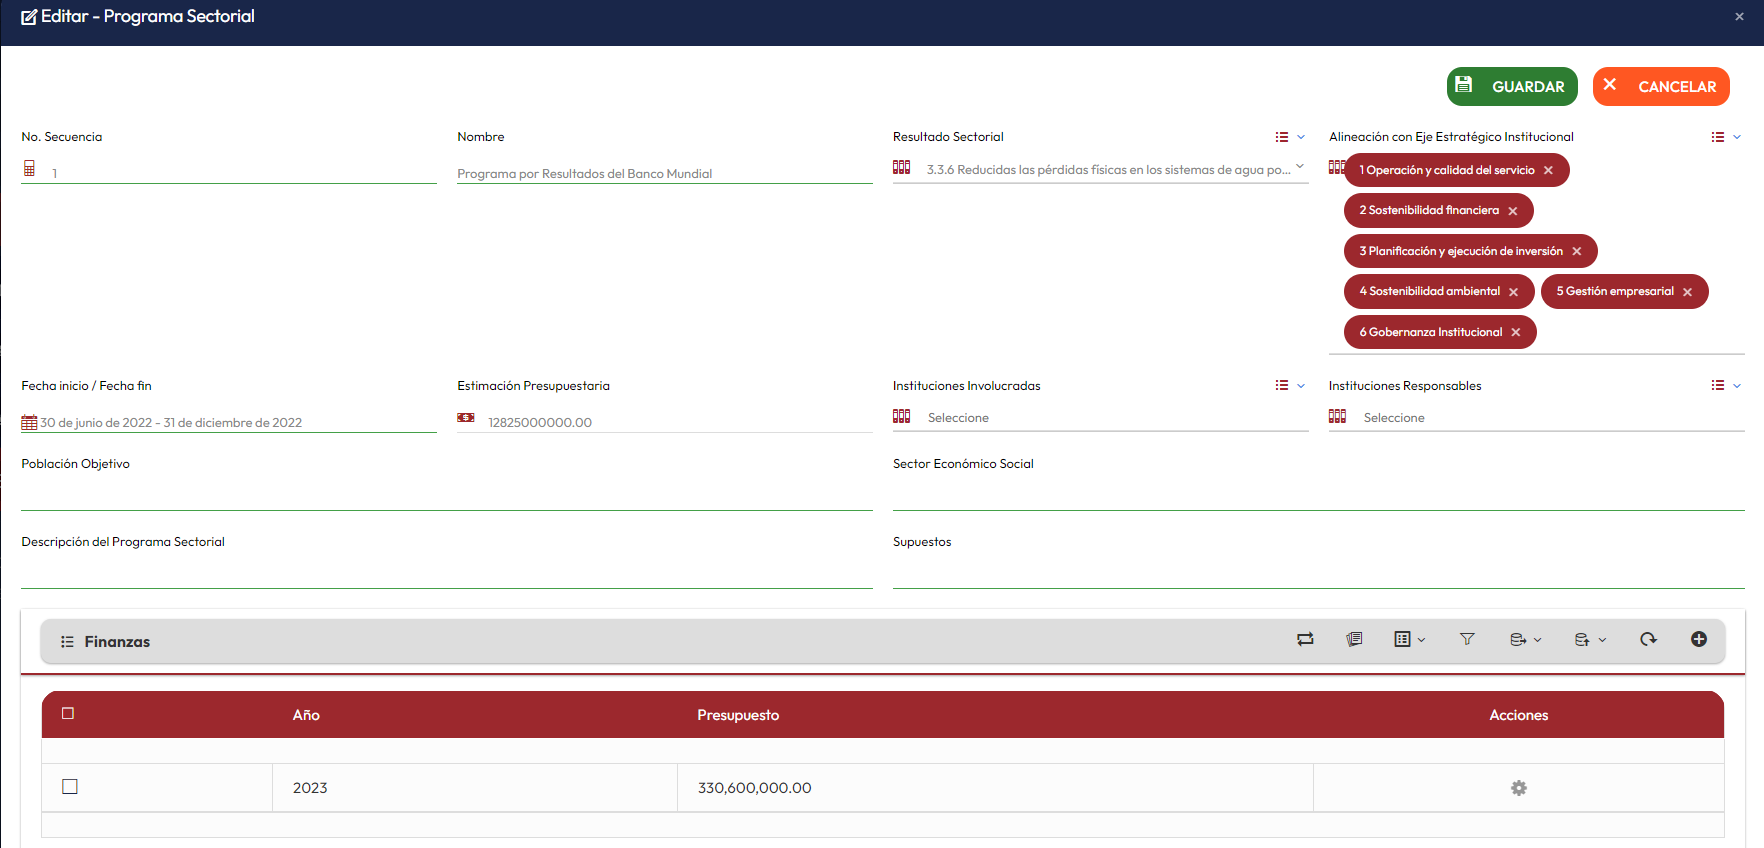 Editar - Programa Sectorial
GUARDAR
CANCELAR
No. Secuencia
Nombre
Resultado Sectorial
Alineación con Eje Estratégico Institucional
1
Programa por Resultados del Banco Mundial
3.3.6 Reducidas las pérdidas físicas en los sistemas de agua po...
1 Operación y calidad del servicio
2 Sostenibilidad financiera
3 Planificación y ejecución de inversión
4 Sostenibilidad ambiental
5 Gestión empresarial
6 Gobernanza Institucional
Fecha inicio / Fecha fin
Estimación Presupuestaria
Instituciones Involucradas
Instituciones Responsables
30 de junio de 2022 - 31 de diciembre de 2022
12825000000.00
Seleccione
Seleccione
Población Objetivo
Sector Económico Social
Descripción del Programa Sectorial
Supuestos
Finanzas
Año
Presupuesto
Acciones
2023
330,600,000.00